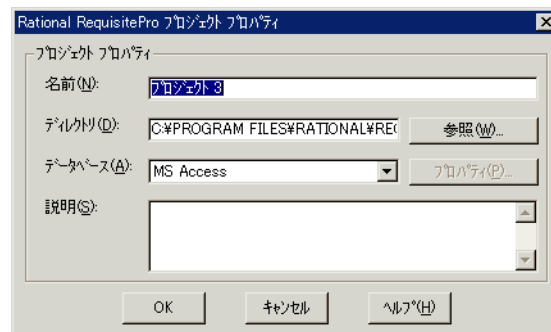 Rational RequisitePro ﾌﾟﾛｼﾞｪｸﾄ ﾌﾟﾛﾊﾟﾃｨ
ﾌﾟﾛｼﾞｪｸﾄ ﾌﾟﾛﾊﾟﾃｨ
名前(N):
ﾌﾟﾛｼﾞｪｸﾄ 3
ﾃﾞｨﾚｸﾄﾘ(D):
C:¥PROGRAM FILES¥RATIONAL¥REC
参照(W)...
ﾃﾞｰﾀﾍﾞｰｽ(A):
MS Access
ﾌﾟﾛﾊﾟﾃｨ(P)...
説明(S):
OK
ｷｬﾝｾﾙ
ﾍﾙﾌﾟ(H)